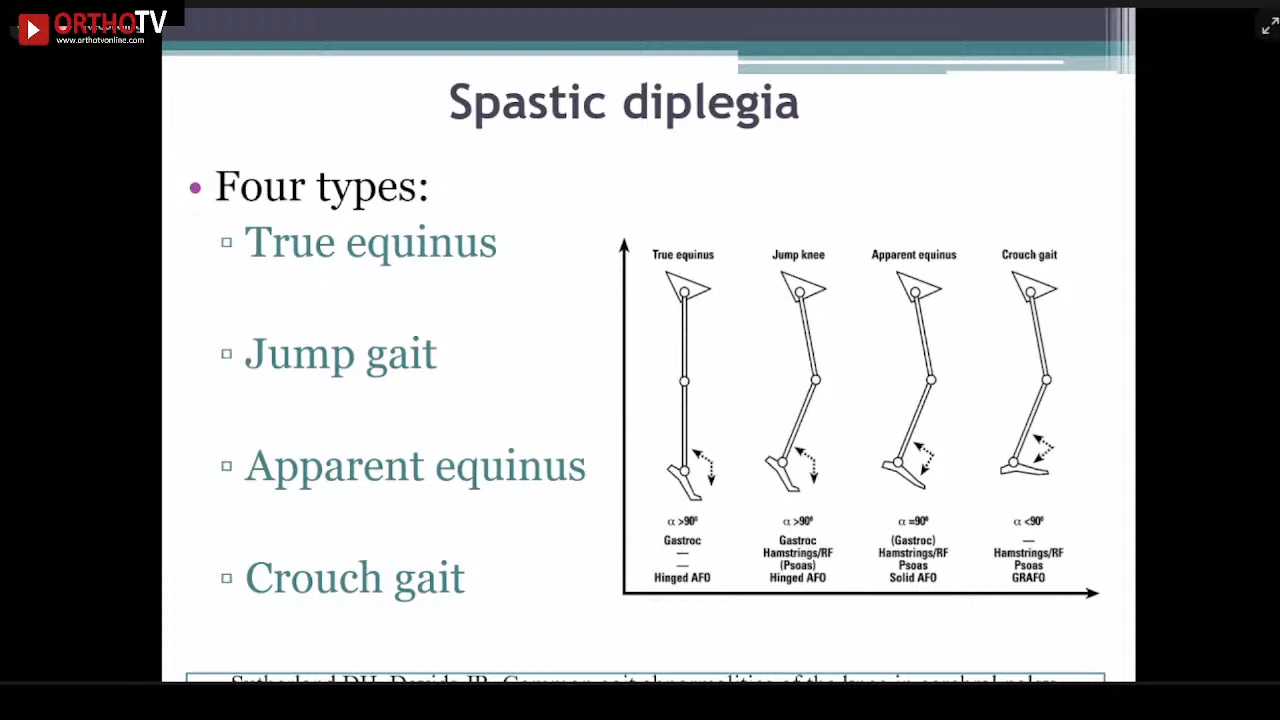 ORTHOTV
www.orthotvonline.com
Spastic diplegia
• Four types:
▫ True equinus
▫ Jump gait
▫ Apparent equinus
▫ Crouch gait
True equinus
Jump knee
Apparent equinus
Crouch gait
α >90°
Gastroc
—
—
Hinged AFO
α >90°
Gastroc
Hamstrings/RF
(Psoas)
Hinged AFO
α =90°
(Gastroc)
Hamstrings/RF
Psoas
Solid AFO
α <90°
—
Hamstrings/RF
Psoas
GRAFO
Sutherland DH, Davids JR. Common gait abnormalities of the knee in cerebral palsy